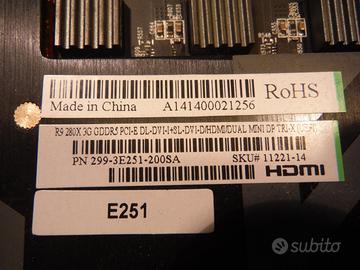 Made in China A141400021256 RoHS
R9 280X 3G GDDR5 PCI-E DL-DVI-I+SL-DVI-D/HDMI/DUAL MINI DP TRI-X
PN 299-3E251-200SA SKU# 11221-14
HDMI
E251
subito